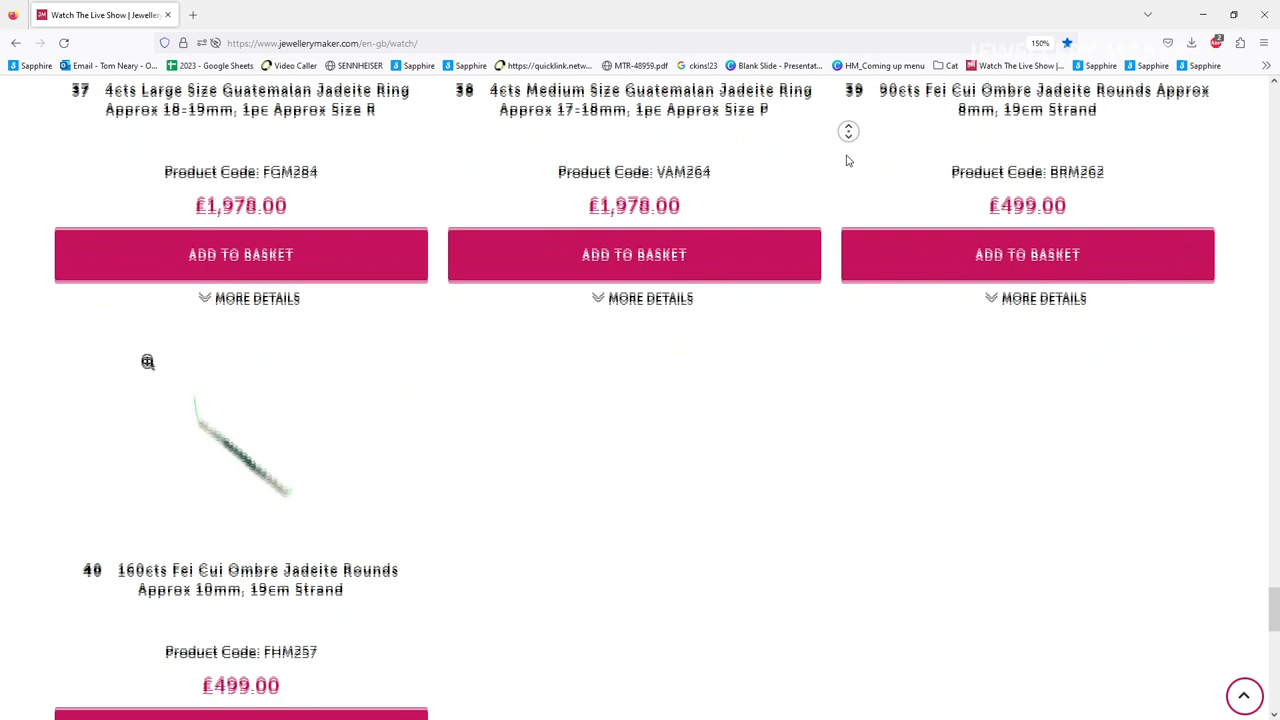 Watch The Live Show | Jeweller
https://www.jewellerymaker.com/en-gb/watch/
150%
2
Sapphire
Email - Tom Neary - O...
Sapphire
2023 - Google Sheets
Video Caller
SENNHEISER
Sapphire
Sapphire
https://quicklink.netw...
MTR-48959.pdf
ckins!23
Blank Slide - Presentat...
HM_Coming up menu
Cat
Watch The Live Show |...
Sapphire
Sapphire
Sapphire
37 4cts Large Size Guatemalan Jadeite Ring
Approx 18-19mm, 1pc Approx Size R
Product Code: FGM284
£1,978.00
ADD TO BASKET
MORE DETAILS
38 4cts Medium Size Guatemalan Jadeite Ring
Approx 17-18mm, 1pc Approx Size P
Product Code: VAM264
£1,978.00
ADD TO BASKET
MORE DETAILS
39 90cts Fei Cui Ombre Jadeite Rounds Approx
8mm, 19cm Strand
Product Code: BRM262
£499.00
ADD TO BASKET
MORE DETAILS
40 160cts Fei Cui Ombre Jadeite Rounds
Approx 10mm, 19cm Strand
Product Code: FHM257
£499.00